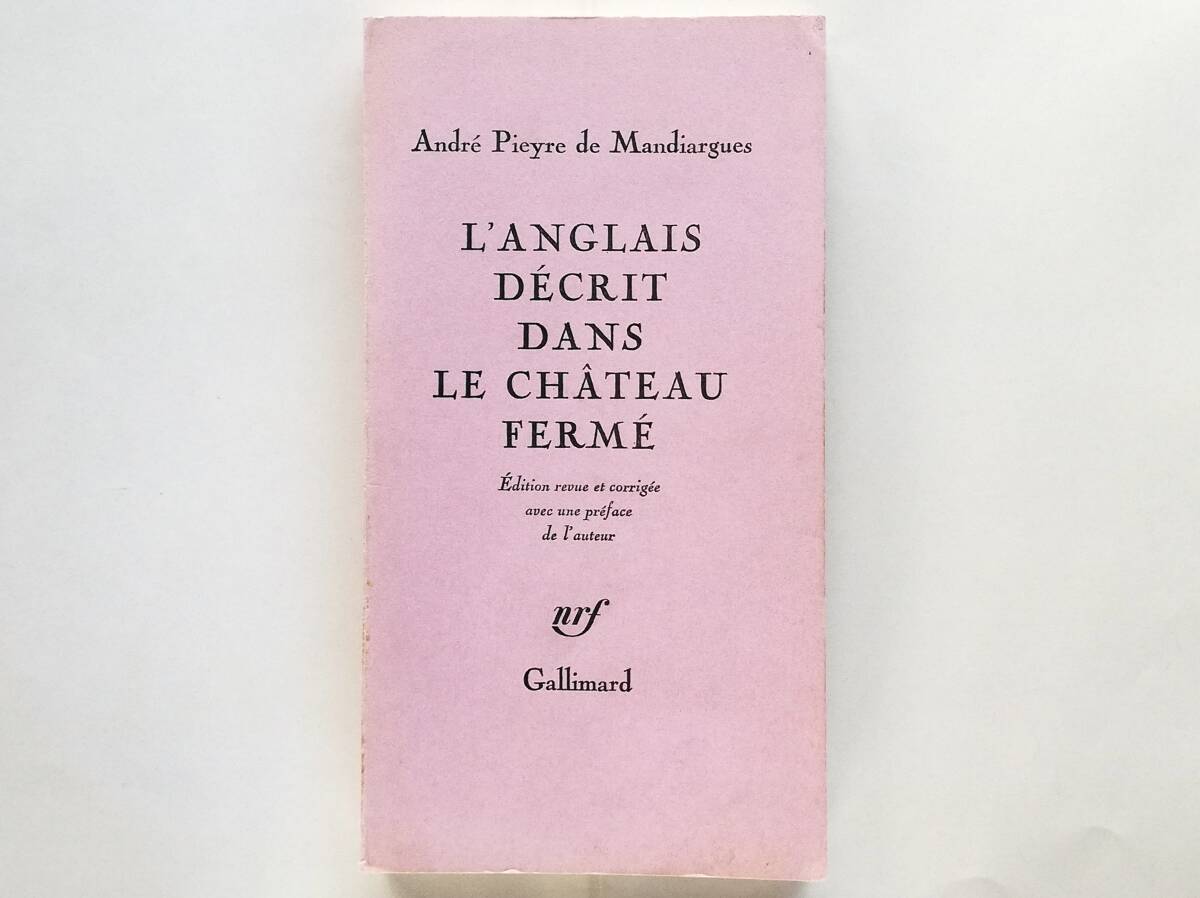 André Pieyre de Mandiargues
L'ANGLAIS
DÉCRIT
DANS
LE CHÂTEAU
FERMÉ
Édition revue et corrigée
avec une préface
de l'auteur
nrf
Gallimard